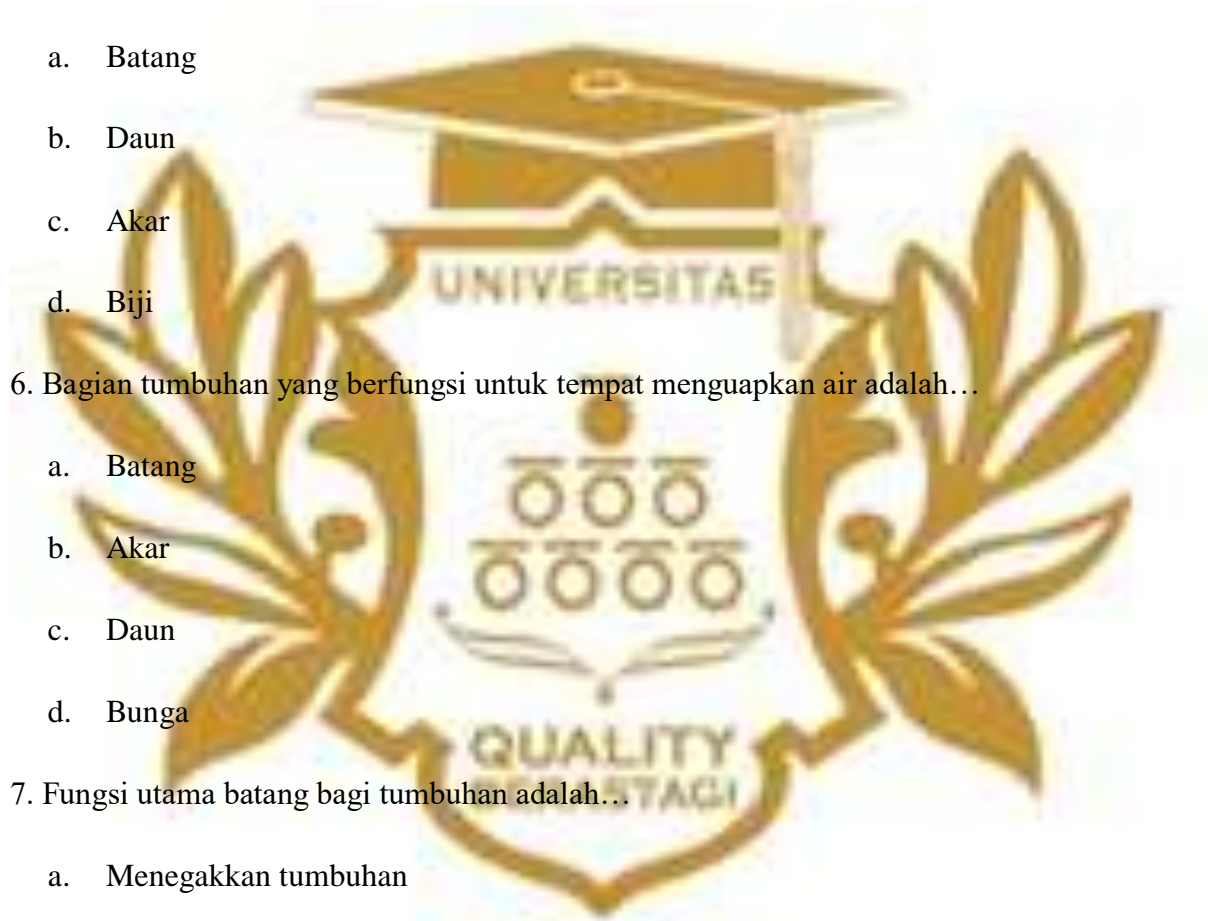 a. Batang
b. Daun
c. Akar
d. Biji
UNIVERSITAS
6. Bagian tumbuhan yang berfungsi untuk tempat menguapkan air adalah…
a. Batang
b. Akar
c. Daun
d. Bunga
QUALITY
7. Fungsi utama batang bagi tumbuhan adalah…
a. Menegakkan tumbuhan